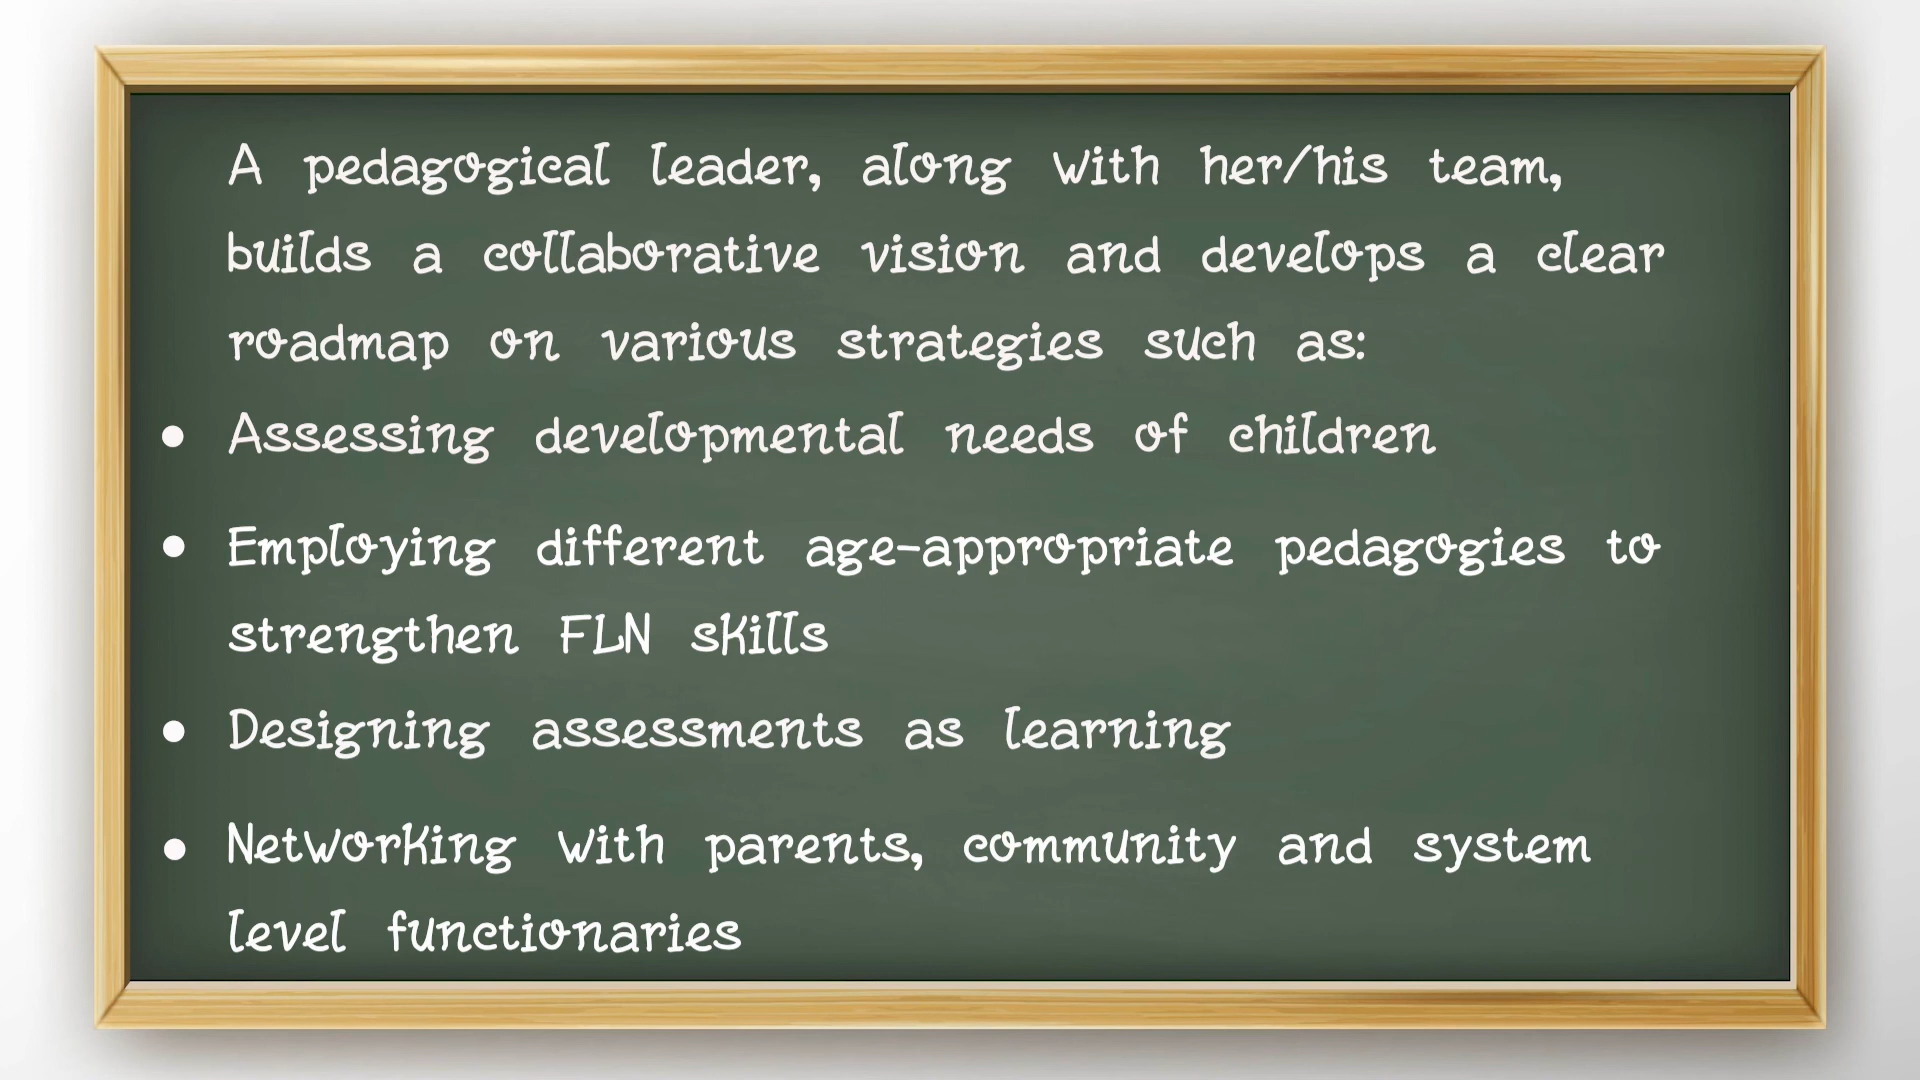 A pedagogical leader, along with her/his team,
builds a collaborative vision and develops a clear
roadmap on various strategies such as:
• Assessing developmental needs of children
• Employing different age-appropriate pedagogies to
strengthen FLN skills
• Designing assessments as learning
• Networking with parents, community and system
level functionaries